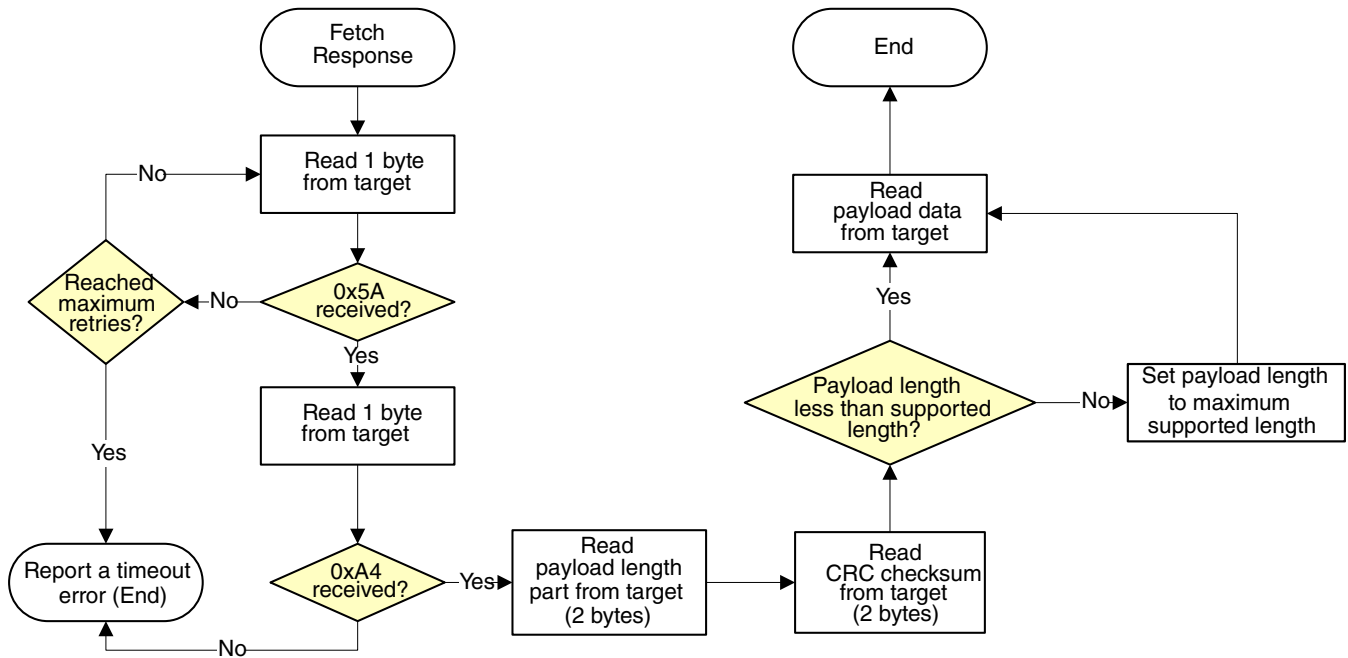 Fetch
Response
End
Read 1 byte
from target
No
Read
payload data
from target
Reached
maximum
retries?
No
0x5A
received?
Yes
Yes
Read 1 byte
from target
Payload length
less than supported
length?
No
Set payload length
to maximum
supported length
Yes
Report a timeout
error (End)
0xA4
received?
Yes
Read
payload length
part from target
(2 bytes)
Read
CRC checksum
from target
(2 bytes)
No